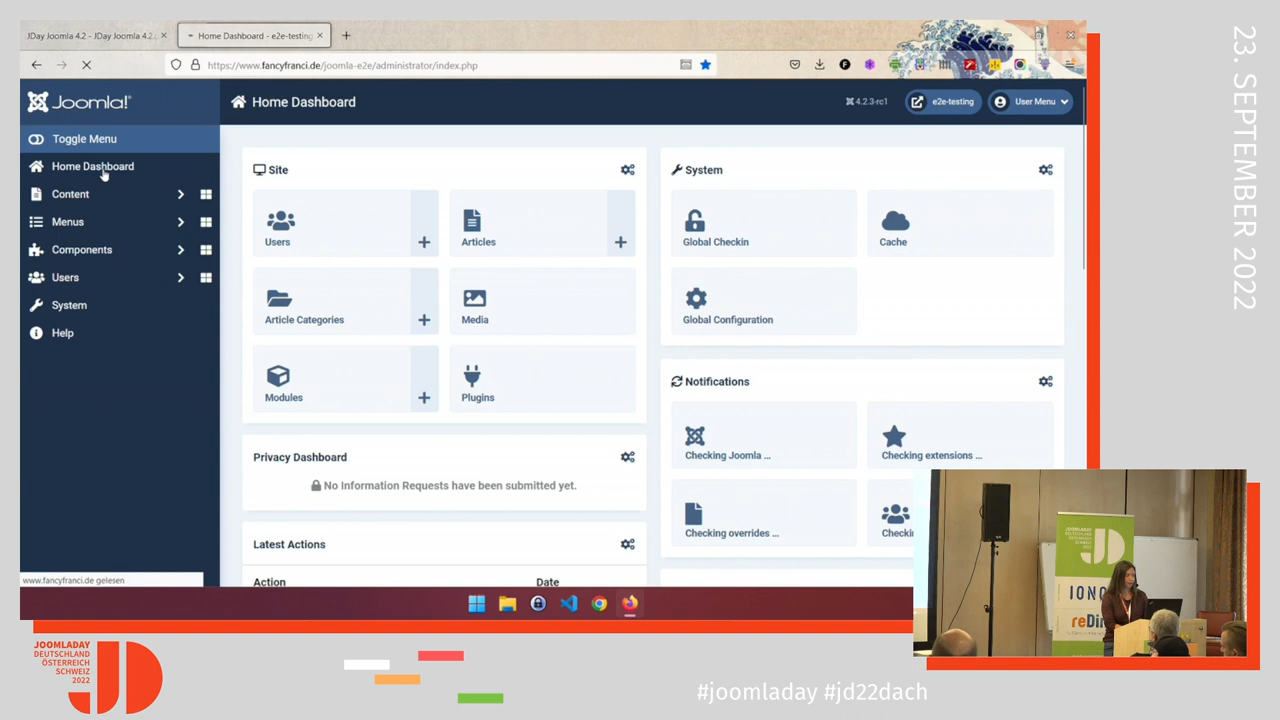 JDay Joomla 4.2 - JDay Joomla 4.2
Home Dashboard - e2e-testing
https://www.fancyfranci.de/joomla-e2e/administrator/index.php
Joomla!
Home Dashboard
4.2.3-rc1
e2e-testing
User Menu
Toggle Menu
Home Dashboard
Content
Menus
Components
Users
System
Help
Site
Users
Articles
Article Categories
Media
Modules
Plugins
Privacy Dashboard
No Information Requests have been submitted yet.
Latest Actions
Action
Date
System
Global Checkin
Cache
Global Configuration
Notifications
Checking Joomla ...
Checking extensions ...
Checking overrides ...
www.fancyfranci.de gelesen
23. SEPTEMBER 2022
JD
IONO
reDi
JOOMLADAY
DEUTSCHLAND
ÖSTERREICH
SCHWEIZ
2022
JD
#joomladay #jd22dach